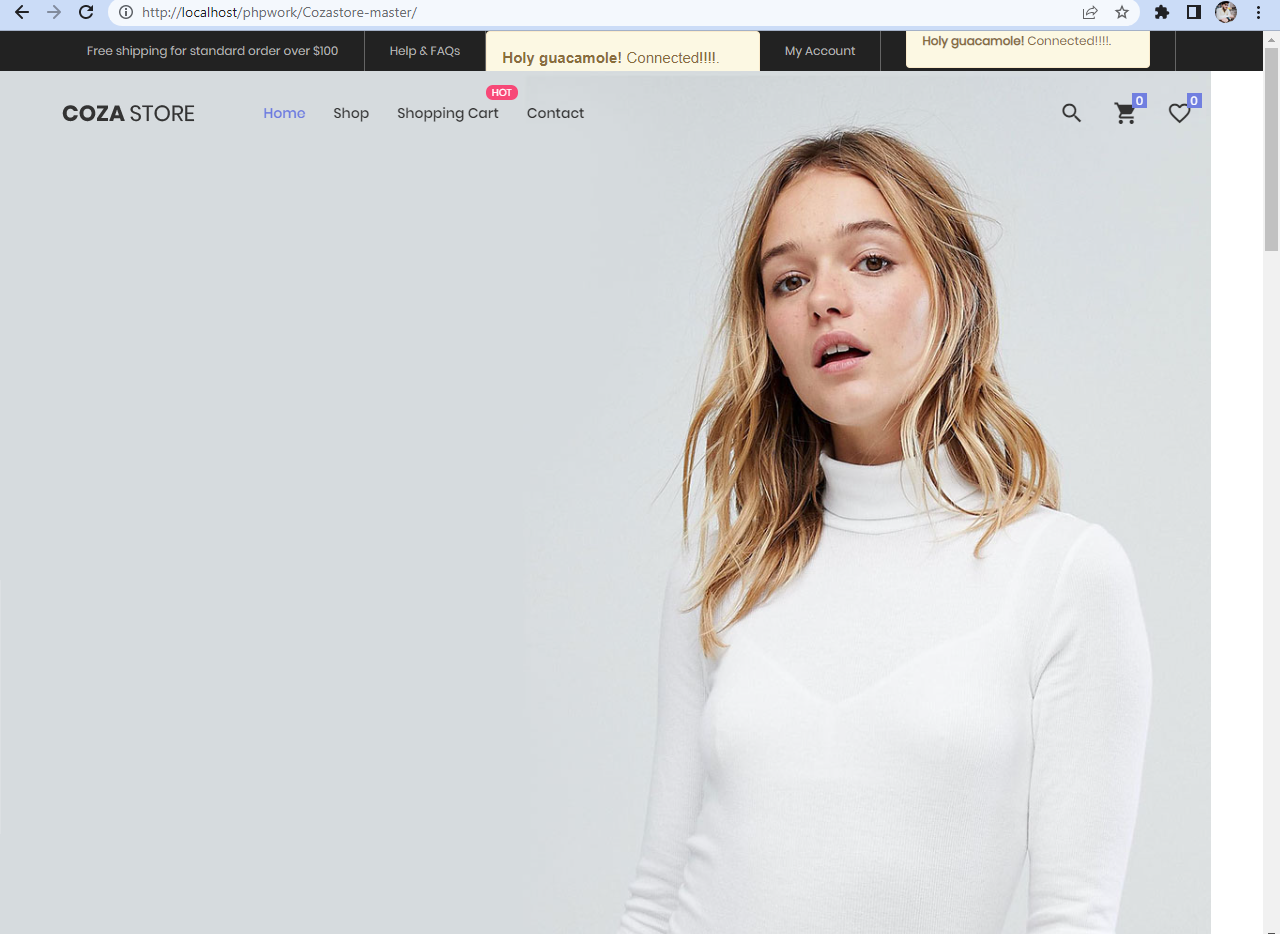 http://localhost/phpwork/Cozastore-master/
Free shipping for standard order over $100
Help & FAQs
Holy guacamole! Connected!!!!.
My Account
Holy guacamole! Connected!!!!.
COZA STORE
Home
Shop
Shopping Cart
HOT
Contact
0
0